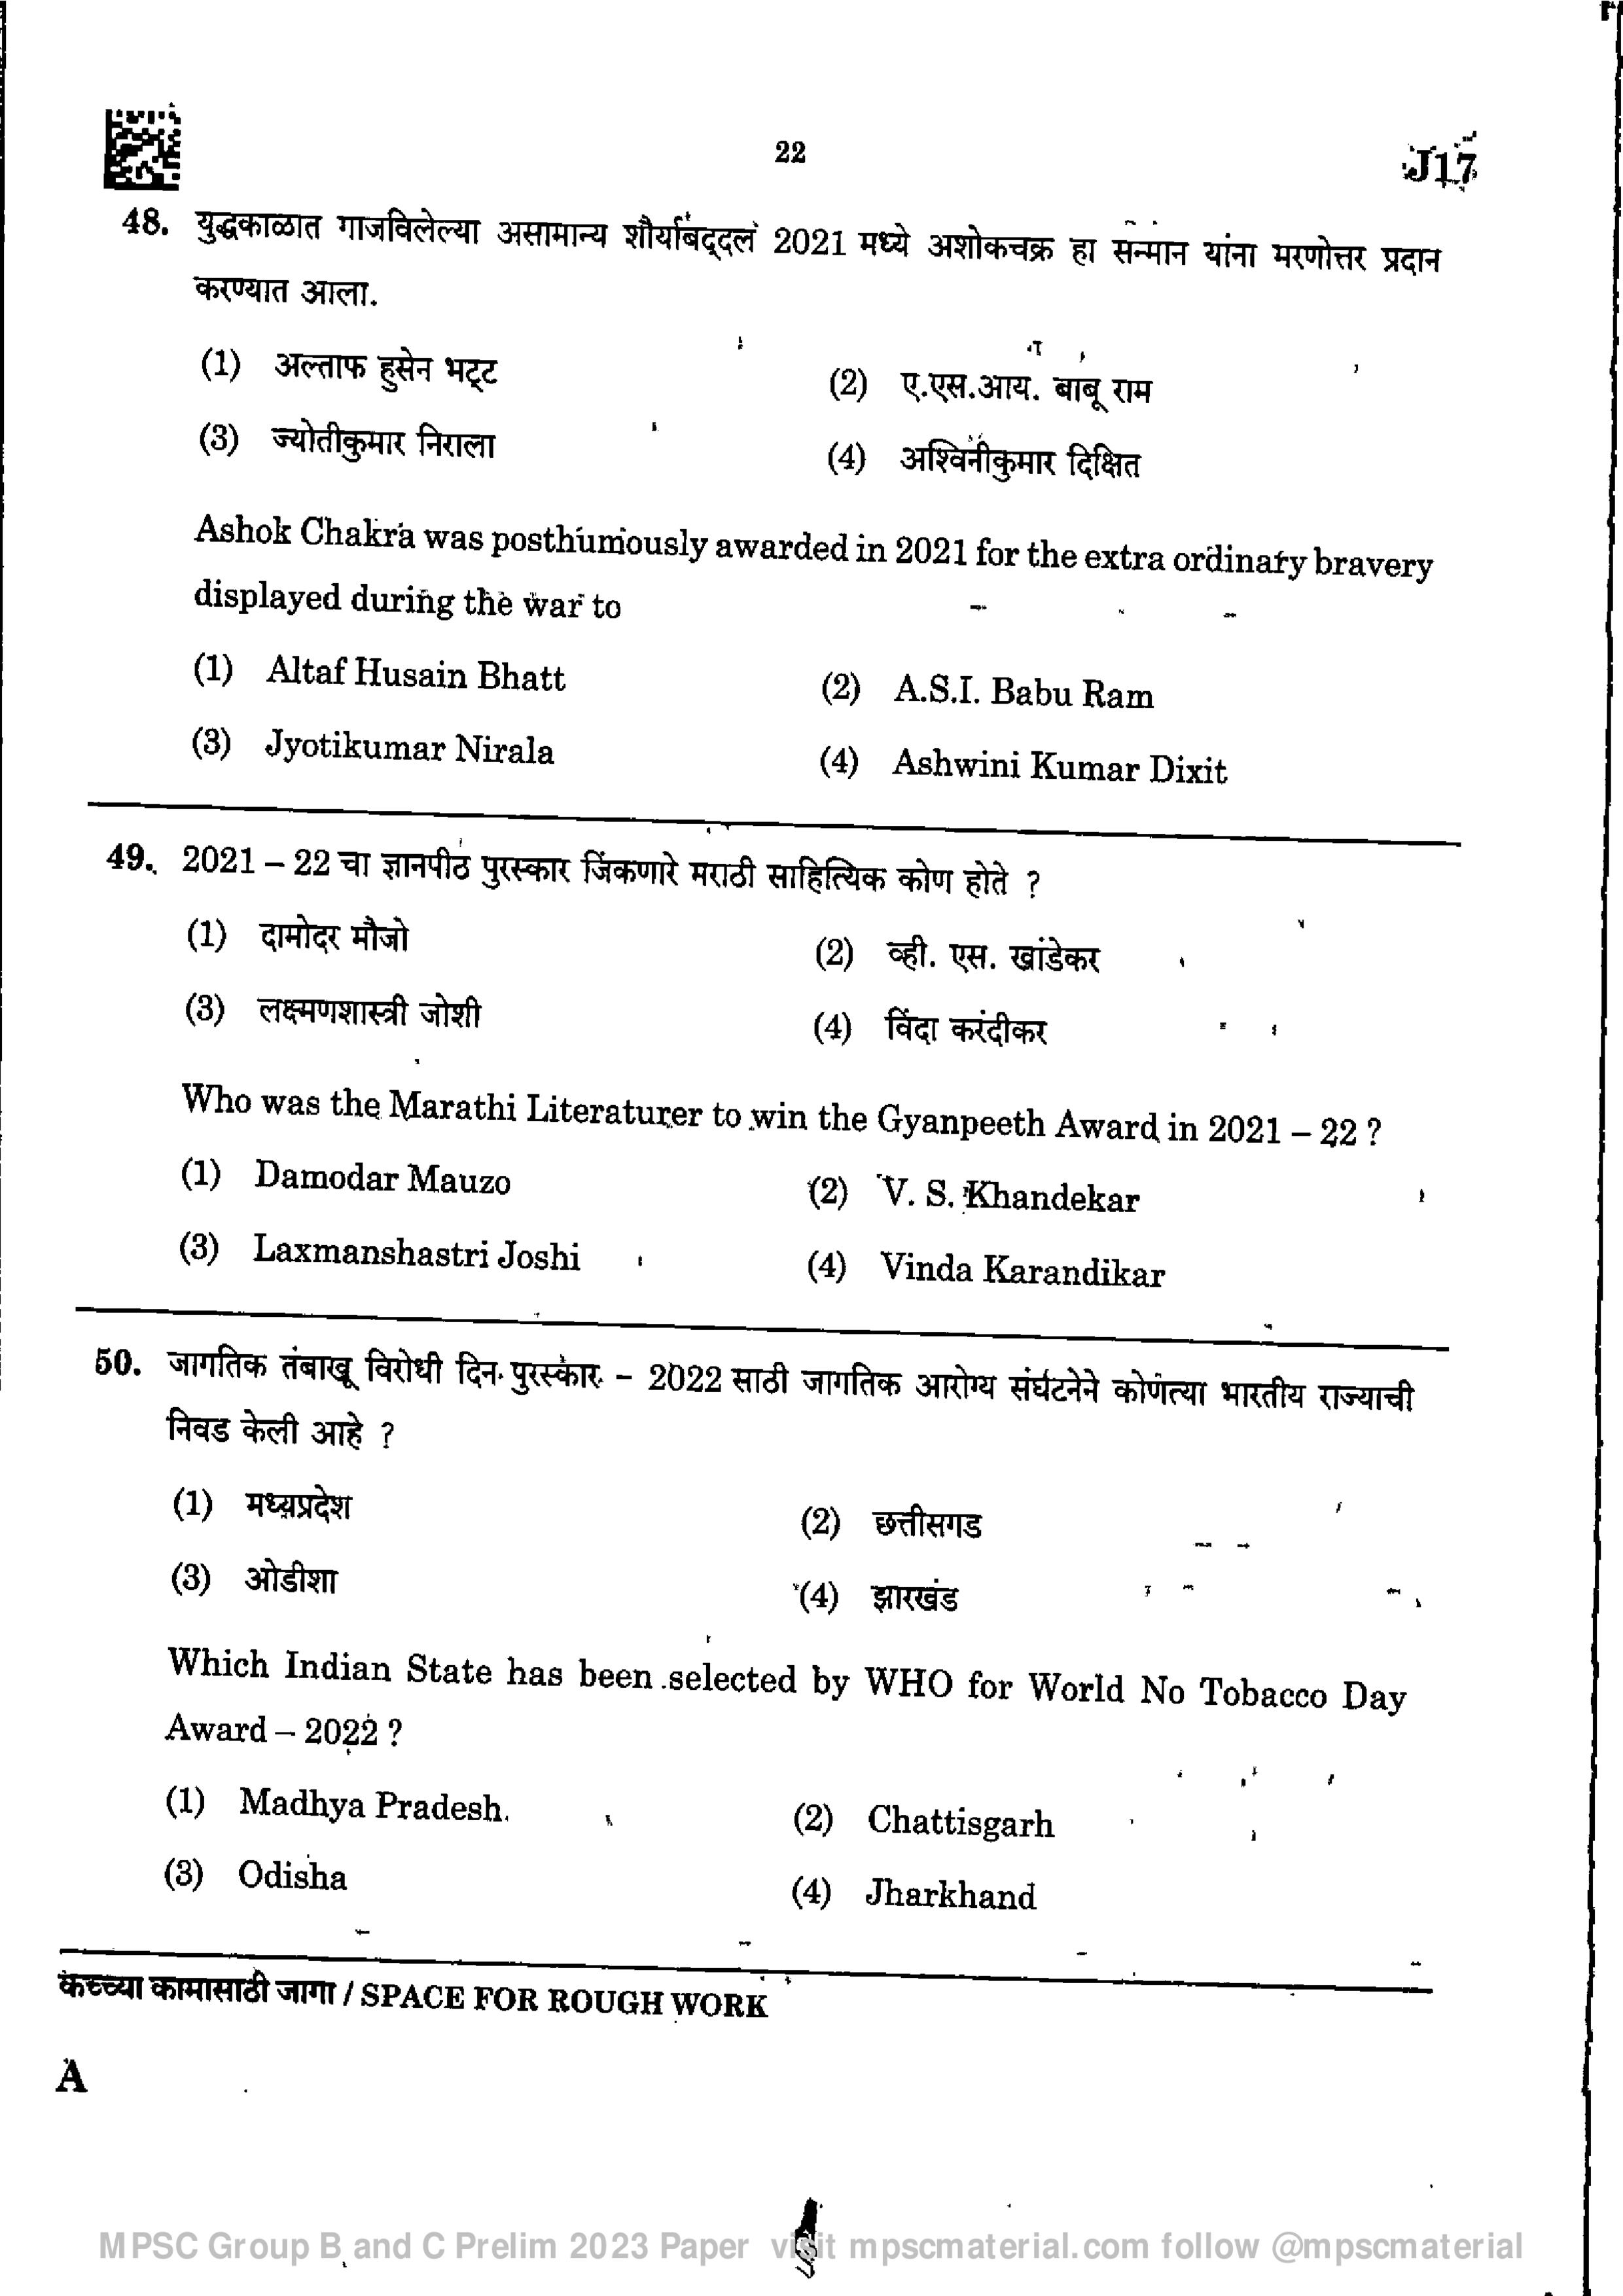 22
J17
48. युद्धकाळात गाजविलेल्या असामान्य शौर्याबद्दल 2021 मध्ये अशोकचक्र हा सन्मान यांना मरणोत्तर प्रदान
करण्यात आला.
(1) अल्ताफ हुसेन भट्ट
(2) ए.एस.आय. बाबू राम
(3) ज्योतीकुमार निराला
(4) अश्विनीकुमार दिक्षित
Ashok Chakra was posthumously awarded in 2021 for the extra ordinary bravery
displayed during the war to
(1) Altaf Husain Bhatt
(2) A.S.I. Babu Ram
(3) Jyotikumar Nirala
(4) Ashwini Kumar Dixit
49. 2021 – 22 चा ज्ञानपीठ पुरस्कार जिंकणारे मराठी साहित्यिक कोण होते ?
(1) दामोदर मौजो
(2) व्ही. एस. खांडेकर
(3) लक्ष्मणशास्त्री जोशी
(4) विंदा करंदीकर
Who was the Marathi Literaturer to win the Gyanpeeth Award in 2021 – 22 ?
(1) Damodar Mauzo
(2) V. S. Khandekar
(3) Laxmanshastri Joshi
(4) Vinda Karandikar
50. जागतिक तंबाखू विरोधी दिन पुरस्कार – 2022 साठी जागतिक आरोग्य संघटनेने कोणत्या भारतीय राज्याची
निवड केली आहे ?
(1) मध्यप्रदेश
(2) छत्तीसगड
(3) ओडीशा
(4) झारखंड
Which Indian State has been selected by WHO for World No Tobacco Day
Award – 2022 ?
(1) Madhya Pradesh
(2) Chattisgarh
(3) Odisha
(4) Jharkhand
कच्च्या कामासाठी जागा / SPACE FOR ROUGH WORK
A
MPSC Group B and C Prelim 2023 Paper visit mpscmaterial.com follow @mpscmaterial